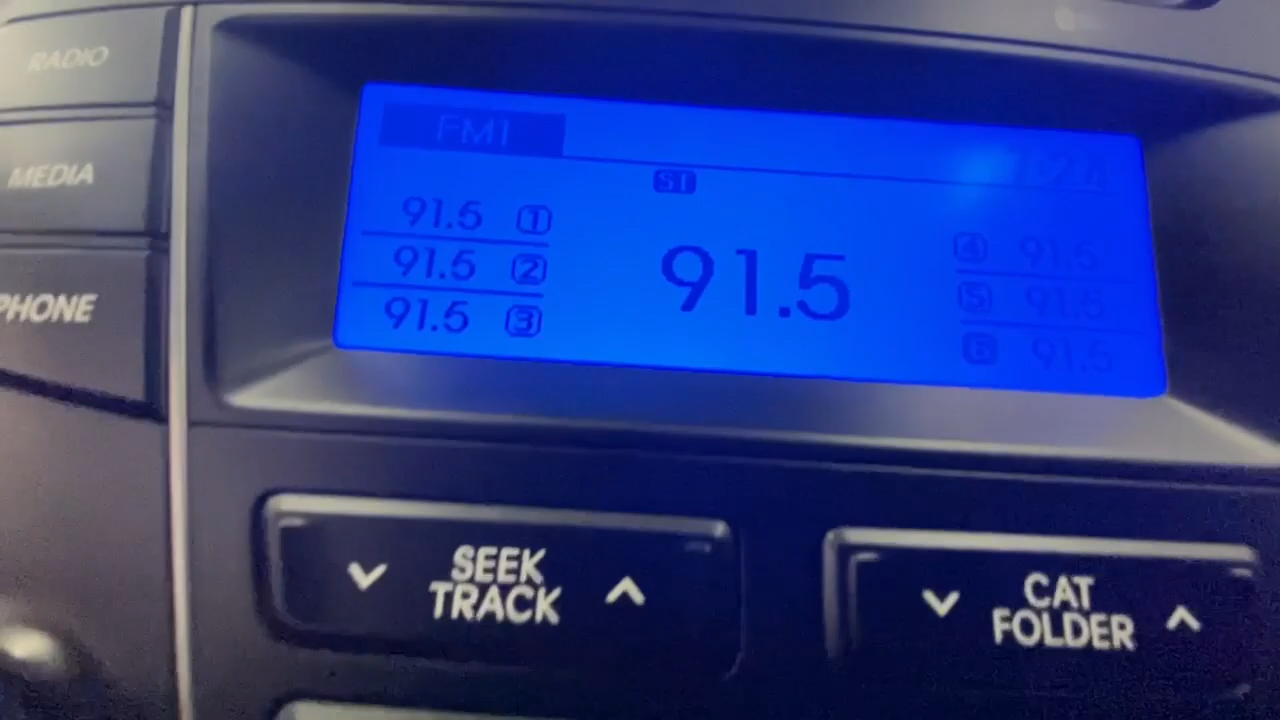 RADIO
MEDIA
PHONE
FM1
ST
91.5 1
91.5 2
91.5 3
91.5
4 91.5
5 91.5
6 91.5
SEEK
TRACK
CAT
FOLDER